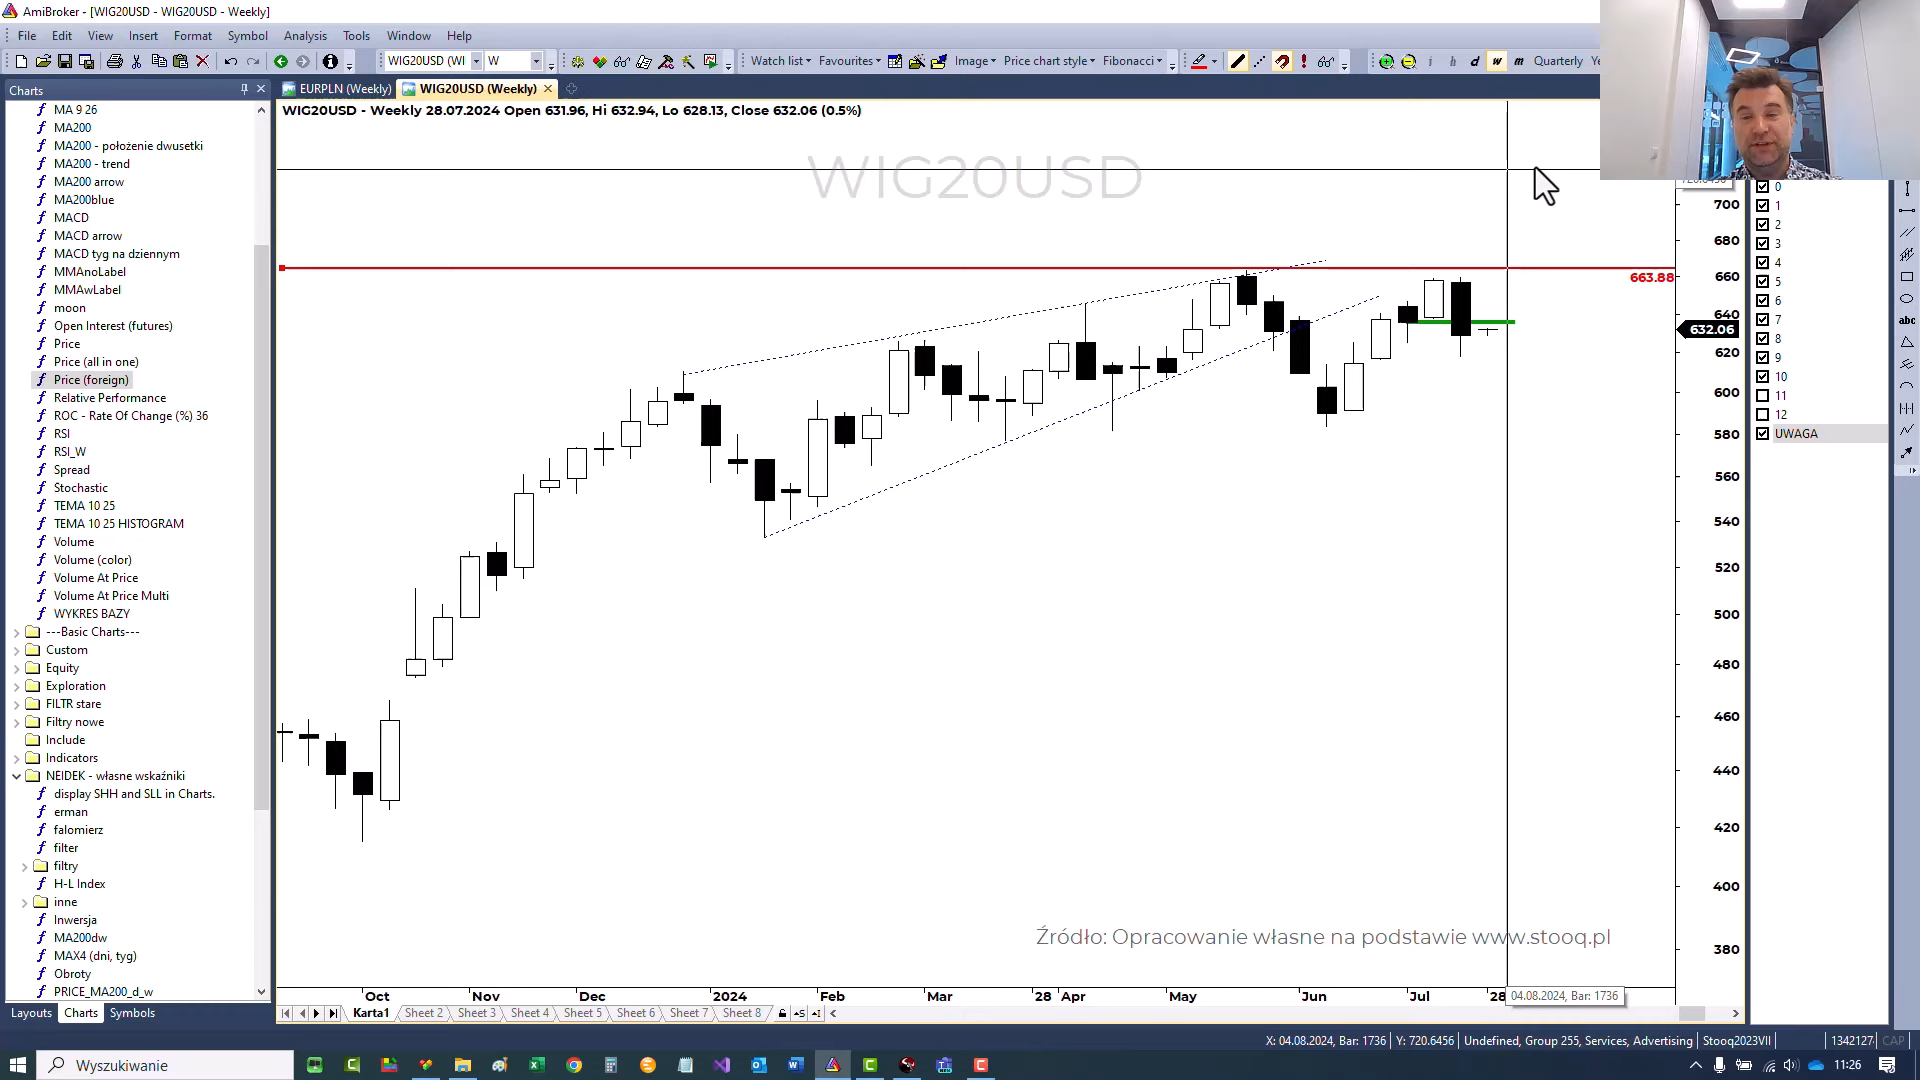 AmiBroker - [WIG20USD - WIG20USD - Weekly]
File Edit View Insert Format Symbol Analysis Tools Window Help
WIG20USD (WI W Watch list Favourites Image Price chart style Fibonacci i h d w m Quarterly
Charts
EURPLN (Weekly) WIG20USD (Weekly)
WIG20USD - Weekly 28.07.2024 Open 631.96, Hi 632.94, Lo 628.13, Close 632.06 (0.5%)
WIG20USD
MA 9 26
MA200
MA200 - położenie dwusetki
MA200 - trend
MA200 arrow
MA200blue
MACD
MACD arrow
MACD tyg na dziennym
MMAnoLabel
MMAwLabel
moon
Open Interest (futures)
Price
Price (all in one)
Price (foreign)
Relative Performance
ROC - Rate Of Change (%) 36
RSI
RSI_W
Spread
Stochastic
TEMA 10 25
TEMA 10 25 HISTOGRAM
Volume
Volume (color)
Volume At Price
Volume At Price Multi
WYKRES BAZY
---Basic Charts---
Custom
Equity
Exploration
FILTR stare
Filtry nowe
Include
Indicators
NEIDEK - własne wskaźniki
display SHH and SLL in Charts.
erman
falomierz
filter
filtry
H-L Index
inne
Inwersja
MA200dw
MAX4 (dni, tyg)
Obroty
PRICE_MA200_d_w
Layouts Charts Symbols
700
680
660
663.88
640
632.06
620
600
580
560
540
520
500
480
460
440
420
400
380
0
1
2
3
4
5
6
7
8
9
10
11
12
UWAGA
abc
Źródło: Opracowanie własne na podstawie www.stooq.pl
Oct Nov Dec 2024 Feb Mar 28 Apr May Jun Jul 28
04.08.2024, Bar: 1736
Karta1 Sheet 2 Sheet 3 Sheet 4 Sheet 5 Sheet 6 Sheet 7 Sheet 8
X: 04.08.2024, Bar: 1736 Y: 720.6456 Undefined, Group 255, Services, Advertising Stooq2023VII 1342127 CAP
Wyszukiwanie
11:26